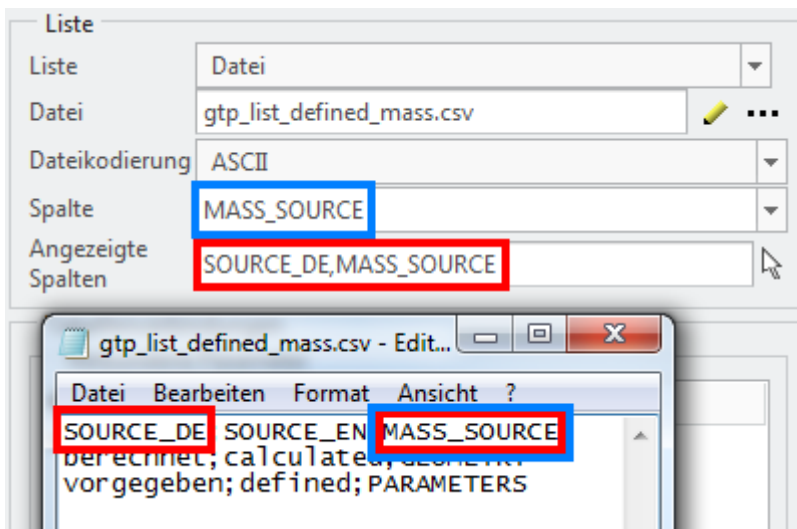 Liste
Liste Datei
Datei gtp_list_defined_mass.csv
Dateikodierung ASCII
Spalte MASS_SOURCE
Angezeigte
Spalten SOURCE_DE,MASS_SOURCE
gtp_list_defined_mass.csv - Edit...
Datei Bearbeiten Format Ansicht ?
SOURCE_DE SOURCE_EN MASS_SOURCE
berechnet;calculated;GEOMETRY
vorgegeben;defined;PARAMETERS